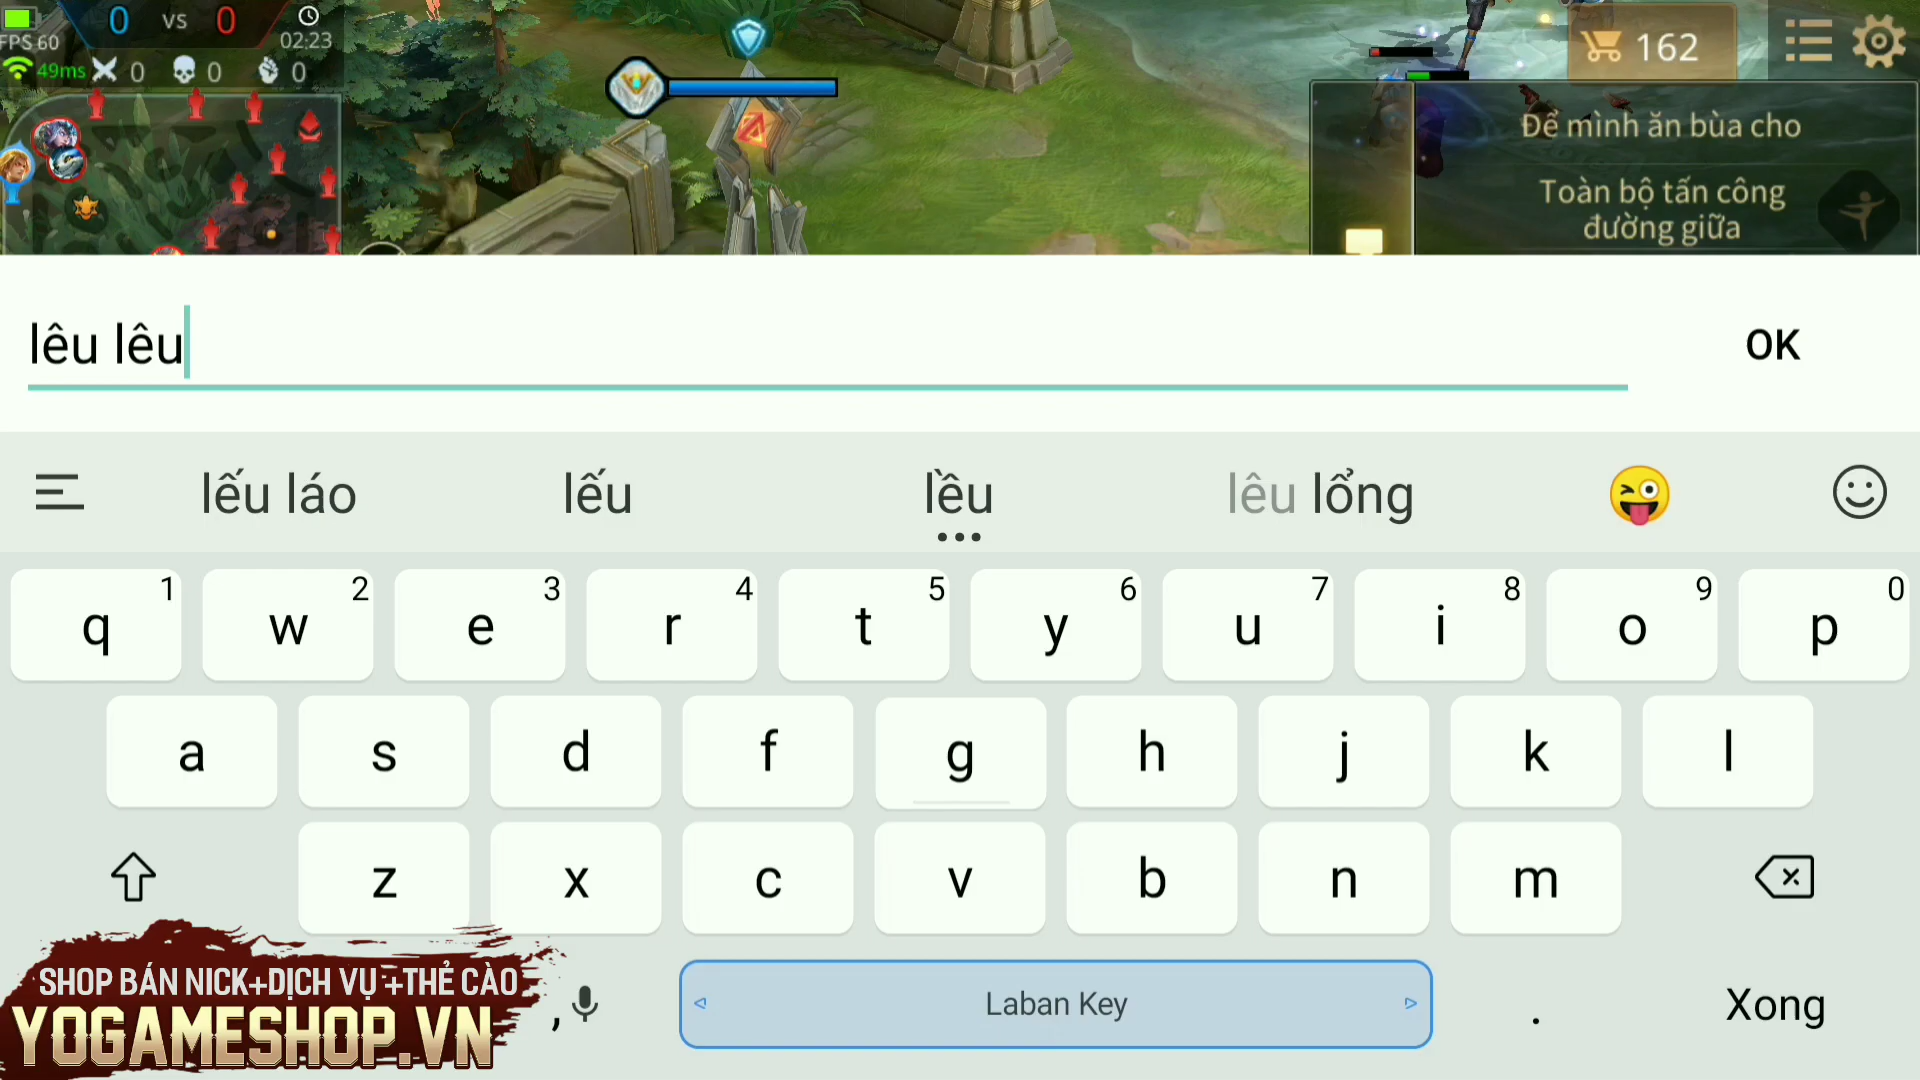 0 vs 0
02:23
FPS 60
49ms 0 0 0
162
Để mình ăn bùa cho
Toàn bộ tấn công
đường giữa
lêu lêu
OK
lếu láo lếu lều lêu lổng
1 2 3 4 5 6 7 8 9 0
q w e r t y u i o p
a s d f g h j k l
z x c v b n m
, Laban Key . Xong
SHOP BÁN NICK+DỊCH VỤ+THẺ CÀO
YOGAMESHOP.VN